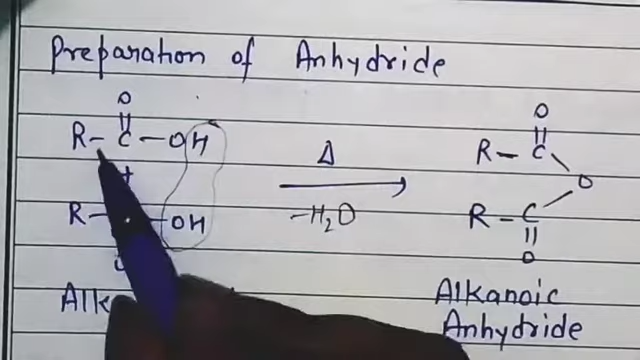 Preparation of Anhydride
O
R - C - OH
+
R - OH
O
Δ
-H2O
O
R - C
O
R - C
O
Alkanoic
Anhydride